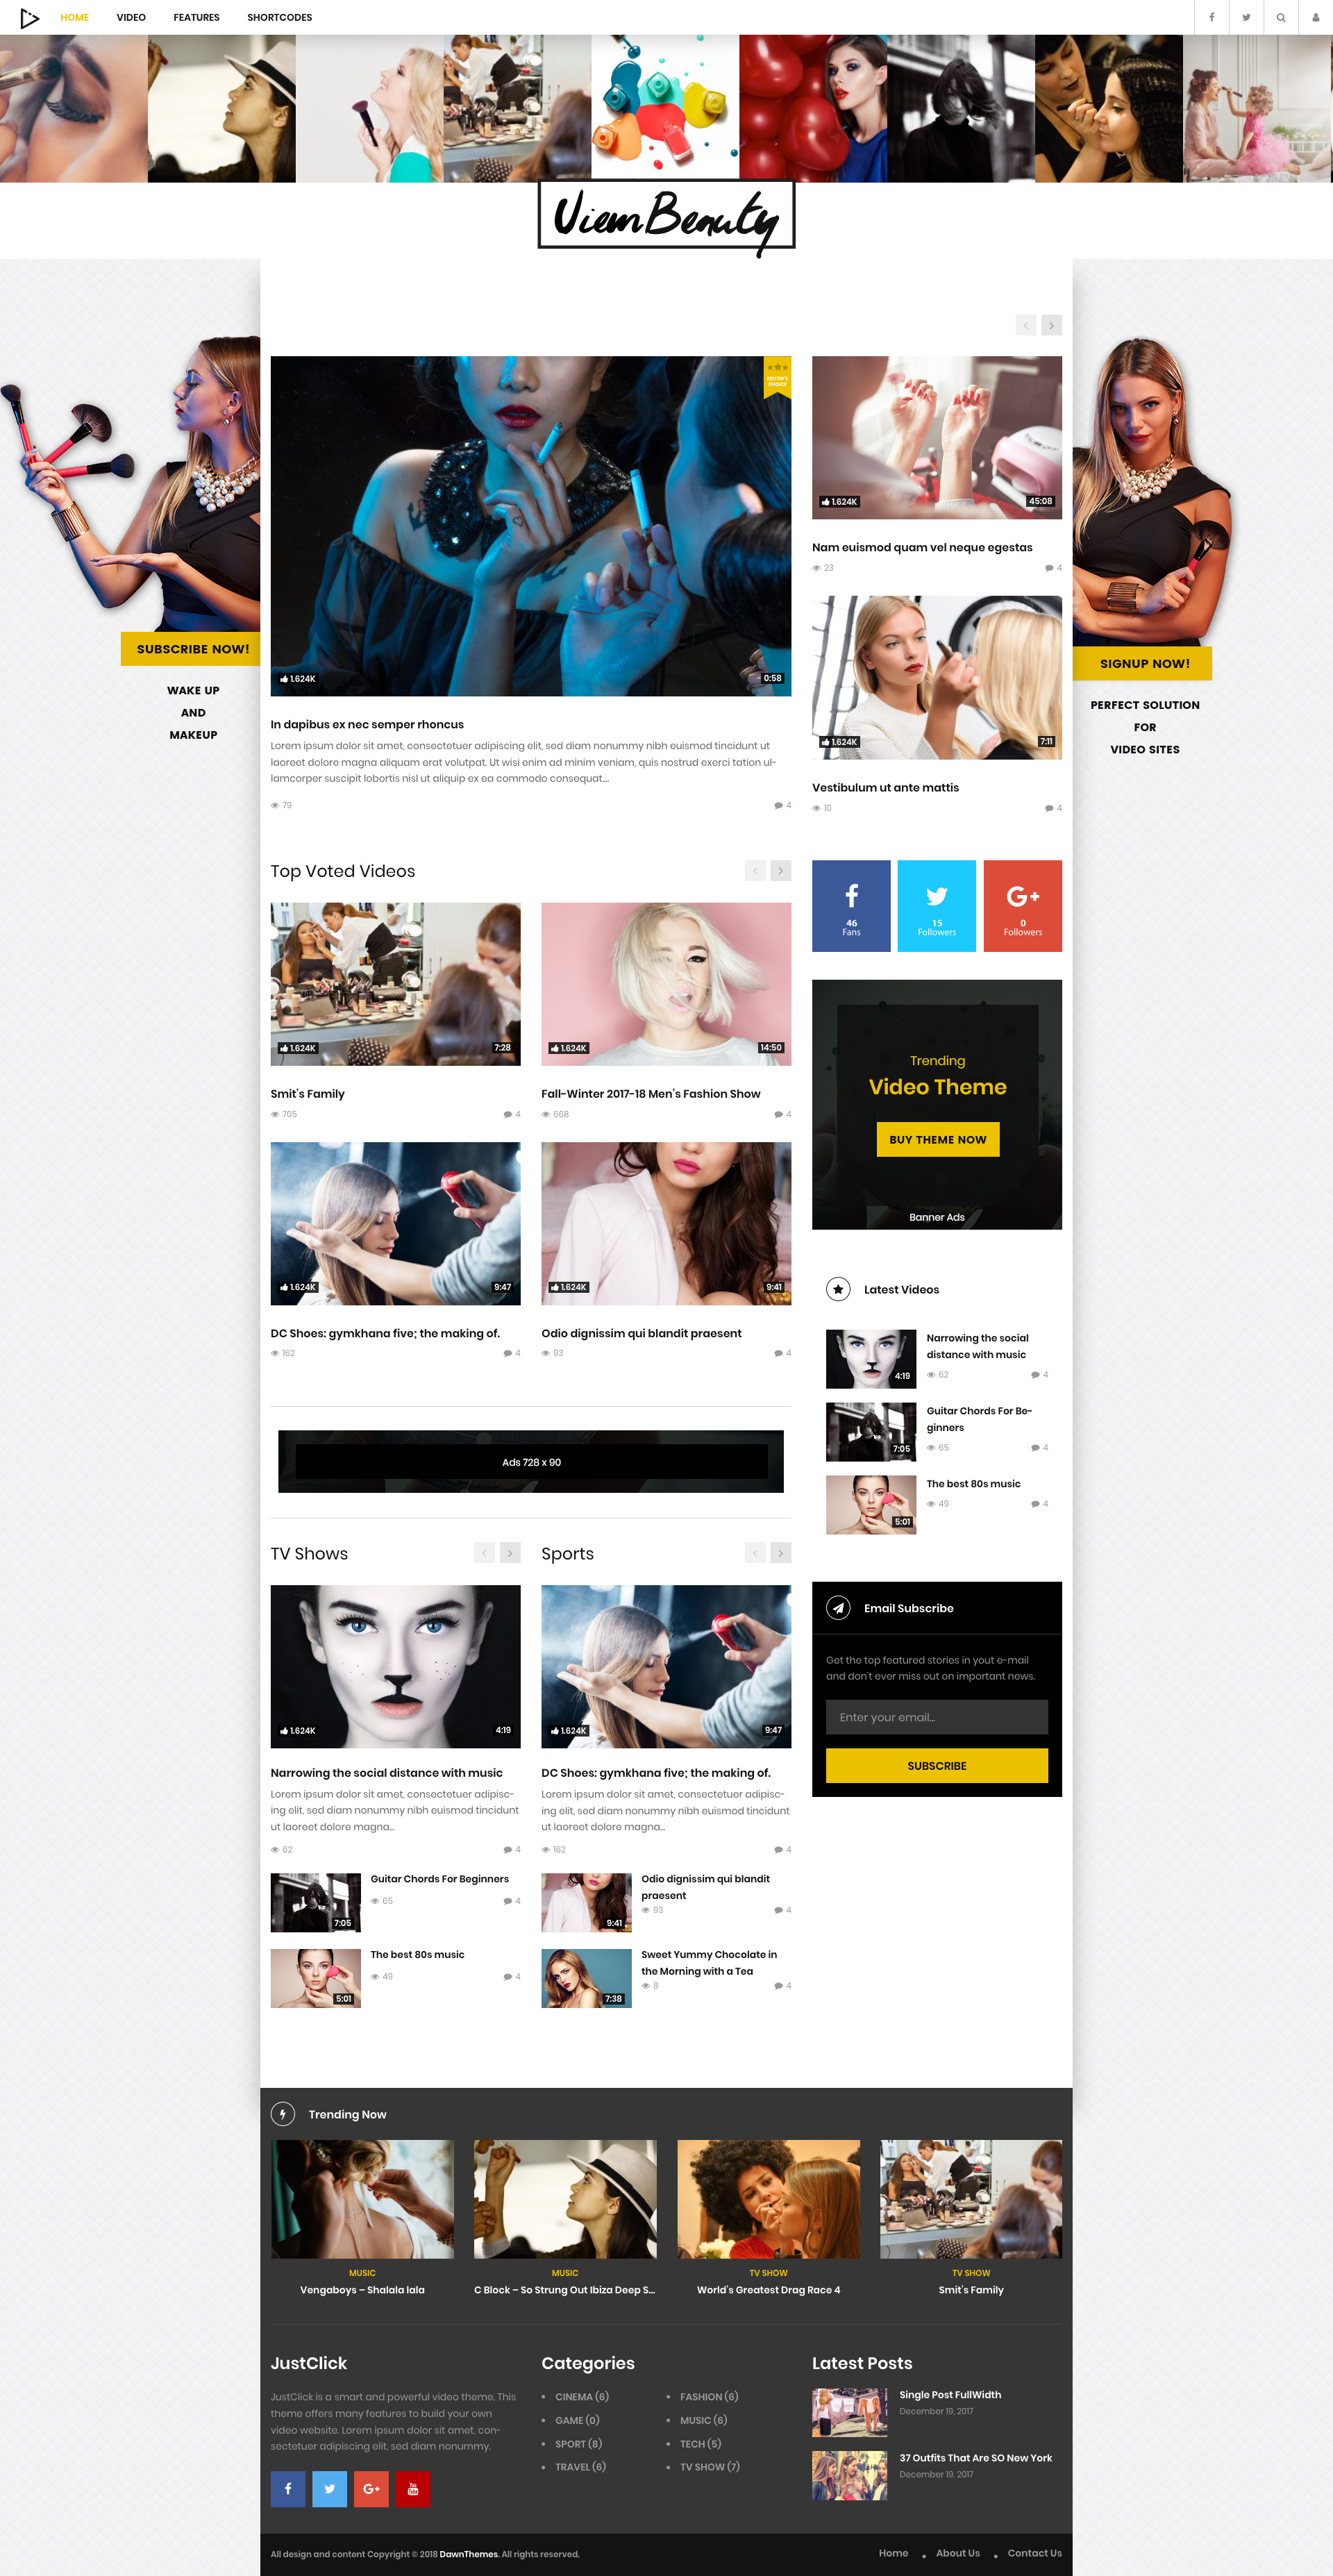 HOME VIDEO FEATURES SHORTCODES
ViemBeauty
SUBSCRIBE NOW!
WAKE UP
AND
MAKEUP
SIGNUP NOW!
PERFECT SOLUTION
FOR
VIDEO SITES
EDITOR'S
CHOICE
1.624K 0:58
In dapibus ex nec semper rhoncus
Lorem ipsum dolor sit amet, consectetuer adipiscing elit, sed diam nonummy nibh euismod tincidunt ut
laoreet dolore magna aliquam erat volutpat. Ut wisi enim ad minim veniam, quis nostrud exerci tation ul-
lamcorper suscipit lobortis nisl ut aliquip ex ea commodo consequat....
79 4
1.624K 45:08
Nam euismod quam vel neque egestas
23 4
1.624K 7:11
Vestibulum ut ante mattis
10 4
Top Voted Videos
1.624K 7:28
Smit's Family
705 4
1.624K 14:50
Fall-Winter 2017-18 Men's Fashion Show
668 4
1.624K 9:47
DC Shoes: gymkhana five; the making of.
162 4
1.624K 9:41
Odio dignissim qui blandit praesent
93 4
46
Fans
15
Followers
G+
0
Followers
Trending
Video Theme
BUY THEME NOW
Banner Ads
Latest Videos
4:19
Narrowing the social
distance with music
62 4
7:05
Guitar Chords For Be-
ginners
65 4
5:01
The best 80s music
49 4
Ads 728 x 90
TV Shows
1.624K 4:19
Narrowing the social distance with music
Lorem ipsum dolor sit amet, consectetuer adipisc-
ing elit, sed diam nonummy nibh euismod tincidunt
ut laoreet dolore magna...
62 4
7:05
Guitar Chords For Beginners
65 4
5:01
The best 80s music
49 4
Sports
1.624K 9:47
DC Shoes: gymkhana five; the making of.
Lorem ipsum dolor sit amet, consectetuer adipisc-
ing elit, sed diam nonummy nibh euismod tincidunt
ut laoreet dolore magna...
162 4
9:41
Odio dignissim qui blandit
praesent
93 4
7:38
Sweet Yummy Chocolate in
the Morning with a Tea
8 4
Email Subscribe
Get the top featured stories in yout e-mail
and don't ever miss out on important news.
Enter your email...
SUBSCRIBE
Trending Now
MUSIC
Vengaboys – Shalala lala
MUSIC
C Block – So Strung Out Ibiza Deep S...
TV SHOW
World's Greatest Drag Race 4
TV SHOW
Smit's Family
JustClick
JustClick is a smart and powerful video theme. This
theme offers many features to build your own
video website. Lorem ipsum dolor sit amet, con-
sectetuer adipiscing elit, sed diam nonummy.
G+
You
Tube
Categories
CINEMA (6)
GAME (0)
SPORT (8)
TRAVEL (6)
FASHION (6)
MUSIC (6)
TECH (5)
TV SHOW (7)
Latest Posts
Single Post FullWidth
December 19, 2017
37 Outfits That Are SO New York
December 19, 2017
All design and content Copyright © 2018 DawnThemes. All rights reserved.
Home About Us Contact Us